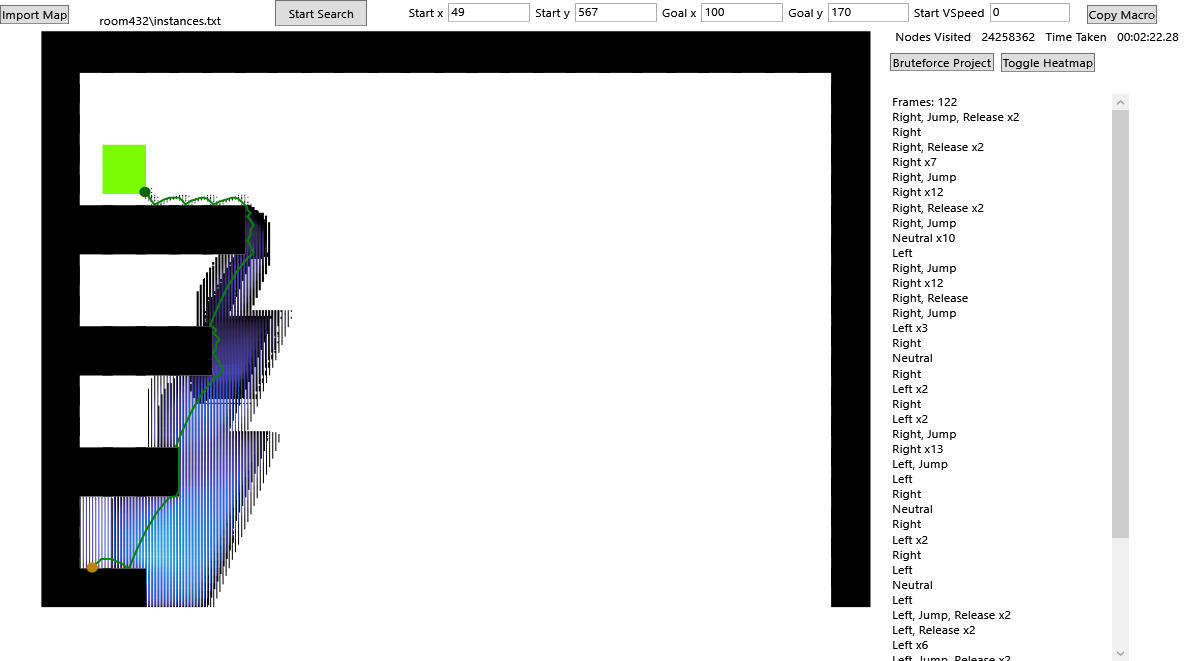 Import Map
room432\instances.txt
Start Search
Start x 49 Start y 567 Goal x 100 Goal y 170 Start VSpeed 0
Copy Macro
Nodes Visited 24258362 Time Taken 00:02:22.28
Bruteforce Project Toggle Heatmap
Frames: 122
Right, Jump, Release x2
Right
Right, Release x2
Right x7
Right, Jump
Right x12
Right, Release x2
Right, Jump
Neutral x10
Left
Right, Jump
Right x12
Right, Release
Right, Jump
Left x3
Right
Neutral
Right
Left x2
Right
Left x2
Right, Jump
Right x13
Left, Jump
Left
Right
Neutral
Right
Left x2
Right
Left
Neutral
Left
Left, Jump, Release x2
Left, Release x2
Left x6
Left, Jump, Release x2